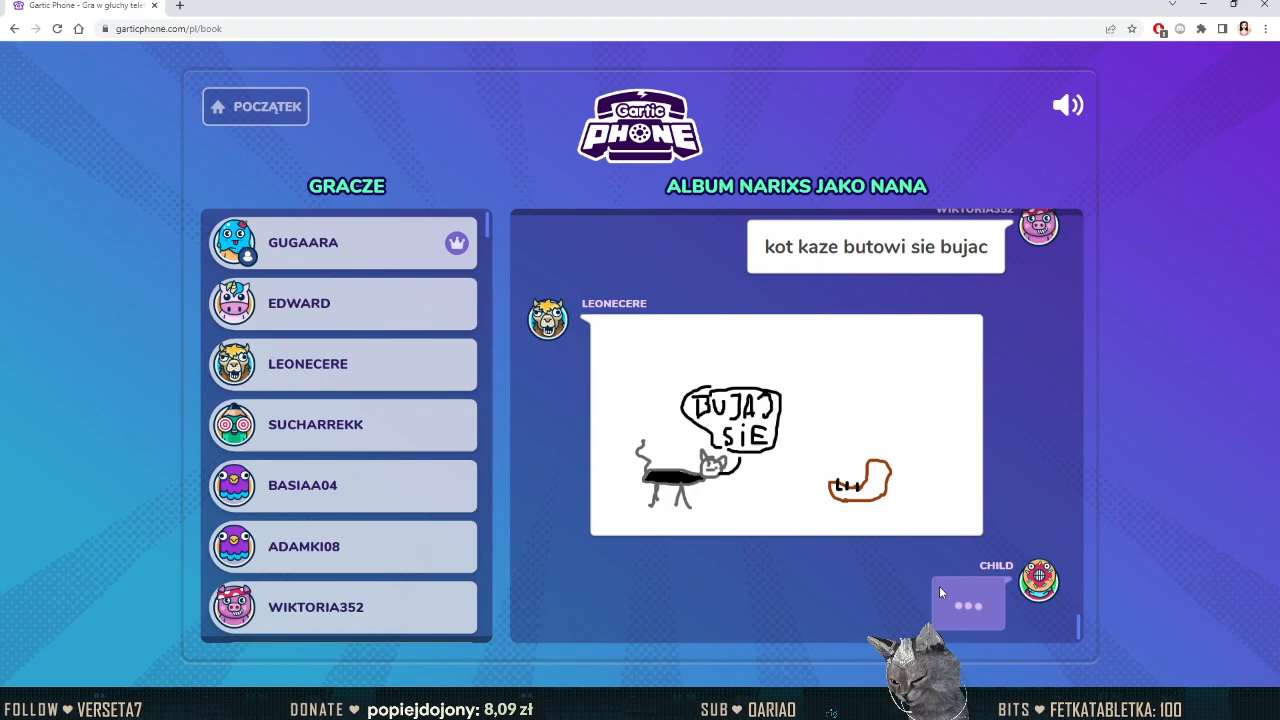 Gartic Phone - Gra w głuchy tele
garticphone.com/pl/book
POCZĄTEK
Gartic
PHONE
GRACZE
ALBUM NARIXS JAKO NANA
GUGAARA
EDWARD
LEONECERE
SUCHARREKK
BASIAA04
ADAMKI08
WIKTORIA352
WIKTORIA352
kot kaze butowi sie bujac
LEONECERE
BUJAJ
SiE
CHILD
FOLLOW ❤ VERSETA7
DONATE ❤ popiejdojony: 8,09 zł
SUB ❤ OARIAO
BITS ❤ FETKATABLETKA: 100